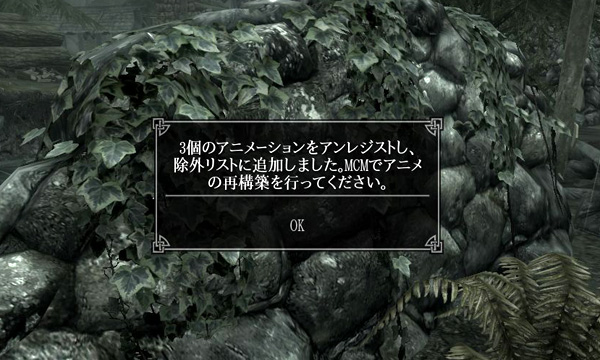 3個のアニメーションをアンレジストし、
除外リストに追加しました。MCMでアニメ
の再構築を行ってください。
OK